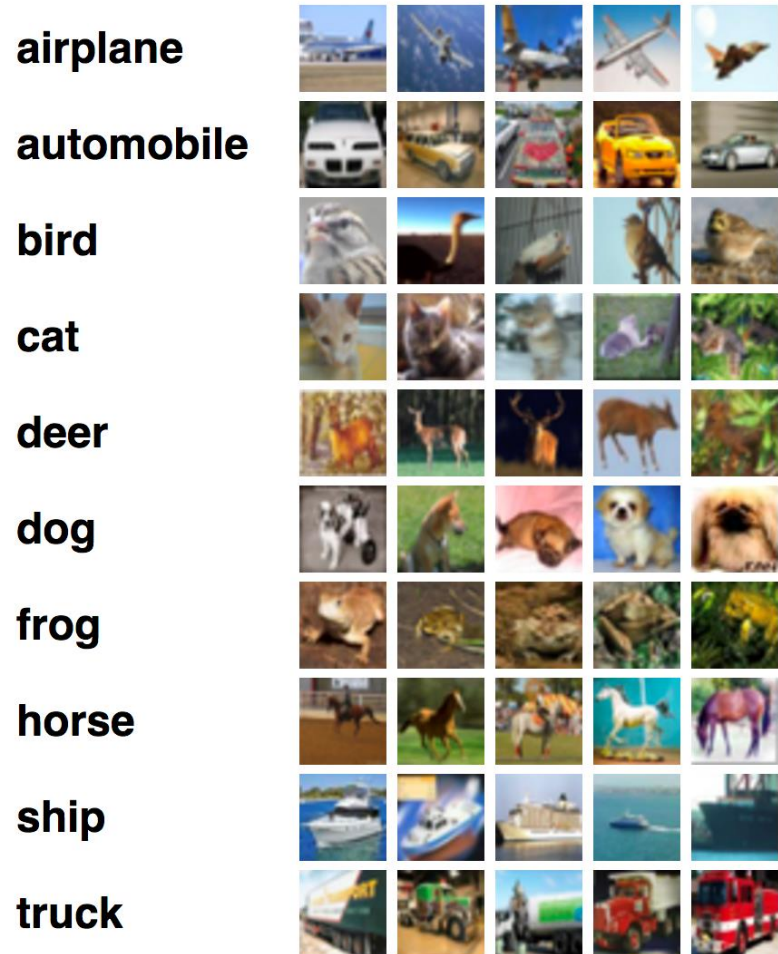 airplane
automobile
bird
cat
deer
dog
frog
horse
ship
truck